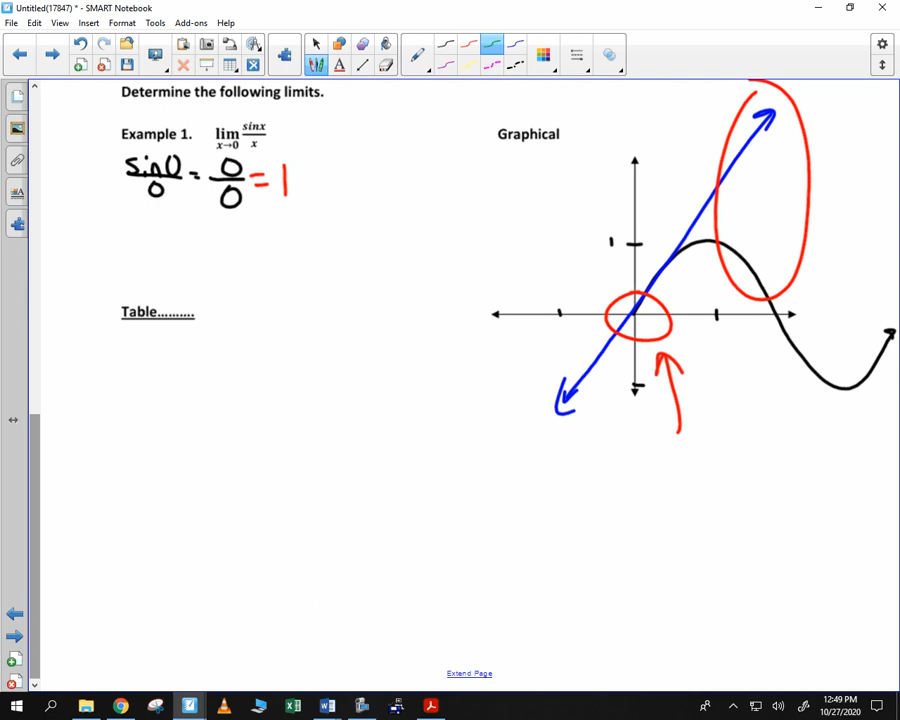 Untitled(17847) * - SMART Notebook
File Edit View Insert Format Tools Add-ons Help
Determine the following limits.
Example 1. lim x→0 sinx/x
Graphical
sin0/0 = 0/0 = 1
1
Table.........
Extend Page
12:49 PM
10/27/2020